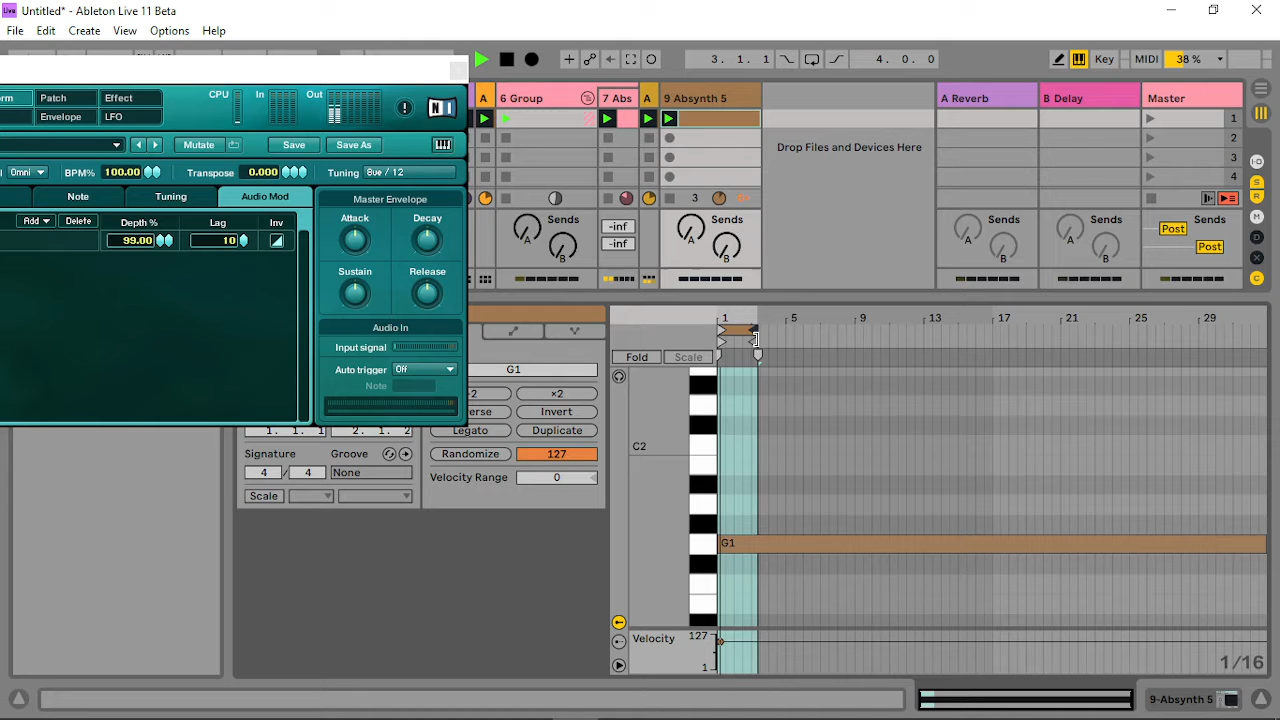 Untitled* - Ableton Live 11 Beta
File Edit Create View Options Help
3. 1. 1
4. 0. 0
Key
MIDI
38 %
Patch
Effect
Envelope
LFO
CPU
In
Out
Mutate
Save
Save As
Omni
BPM%
100.00
Transpose
0.000
Tuning
8ve / 12
Note
Tuning
Audio Mod
Add
Delete
Depth %
Lag
Inv
99.00
10
Master Envelope
Attack
Decay
Sustain
Release
Audio In
Input signal
Auto trigger
Off
Note
A
6 Group
7 Abs
A
9 Absynth 5
A Reverb
B Delay
Master
1
2
3
4
Drop Files and Devices Here
3
Sends
A
B
-inf
-inf
Sends
A
B
Sends
A
B
Sends
A
B
Sends
Post
Post
S
R
M
D
X
C
1
5
9
13
17
21
25
29
Fold
Scale
G1
×2
Invert
Legato
Duplicate
Randomize
127
Velocity Range
0
1. 1. 1
2. 1. 2
Signature
Groove
4 / 4
None
Scale
C2
G1
Velocity
127
1
1/16
9-Absynth 5